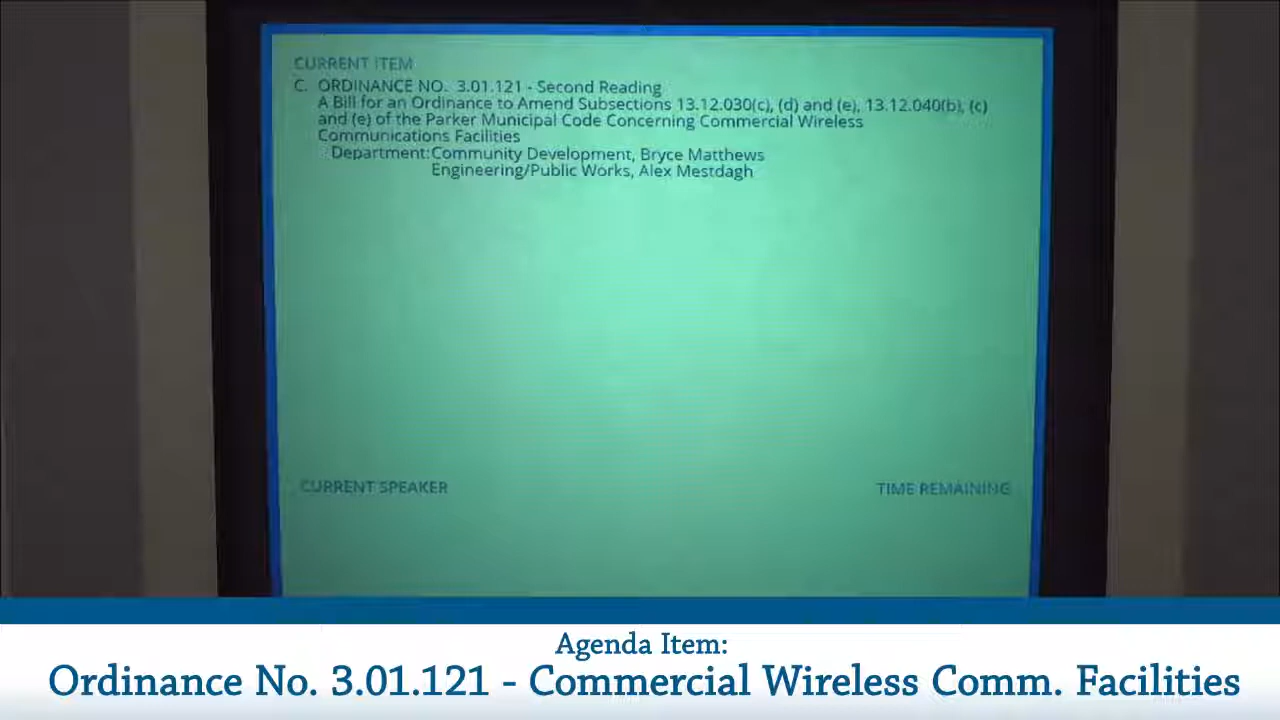 CURRENT ITEM
C. ORDINANCE NO. 3.01.121 - Second Reading
A Bill for an Ordinance to Amend Subsections 13.12.030(c), (d) and (e), 13.12.040(b), (c)
and (e) of the Parker Municipal Code Concerning Commercial Wireless
Communications Facilities
Department: Community Development, Bryce Matthews
Engineering/Public Works, Alex Mestdagh
CURRENT SPEAKER
TIME REMAINING
Agenda Item:
Ordinance No. 3.01.121 - Commercial Wireless Comm. Facilities